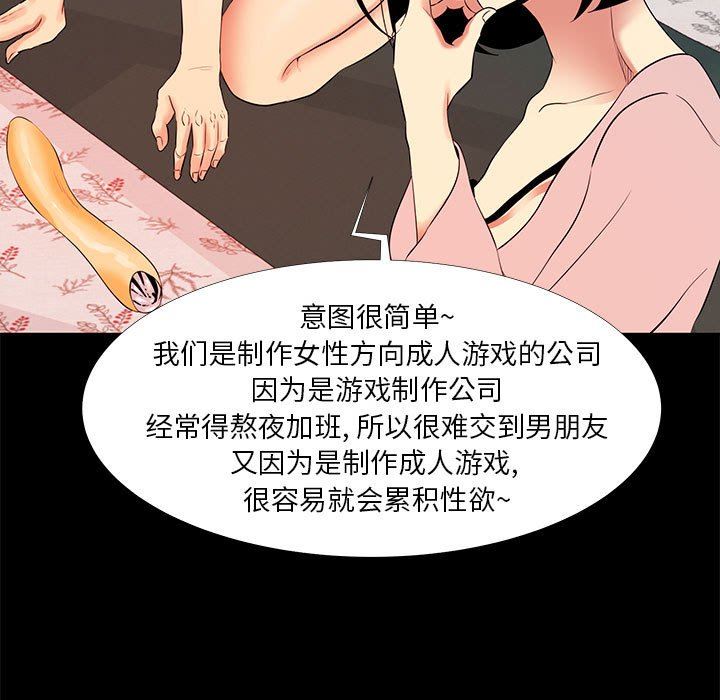 意图很简单~
我们是制作女性方向成人游戏的公司
因为是游戏制作公司
经常得熬夜加班, 所以很难交到男朋友
又因为是制作成人游戏,
很容易就会累积性欲~